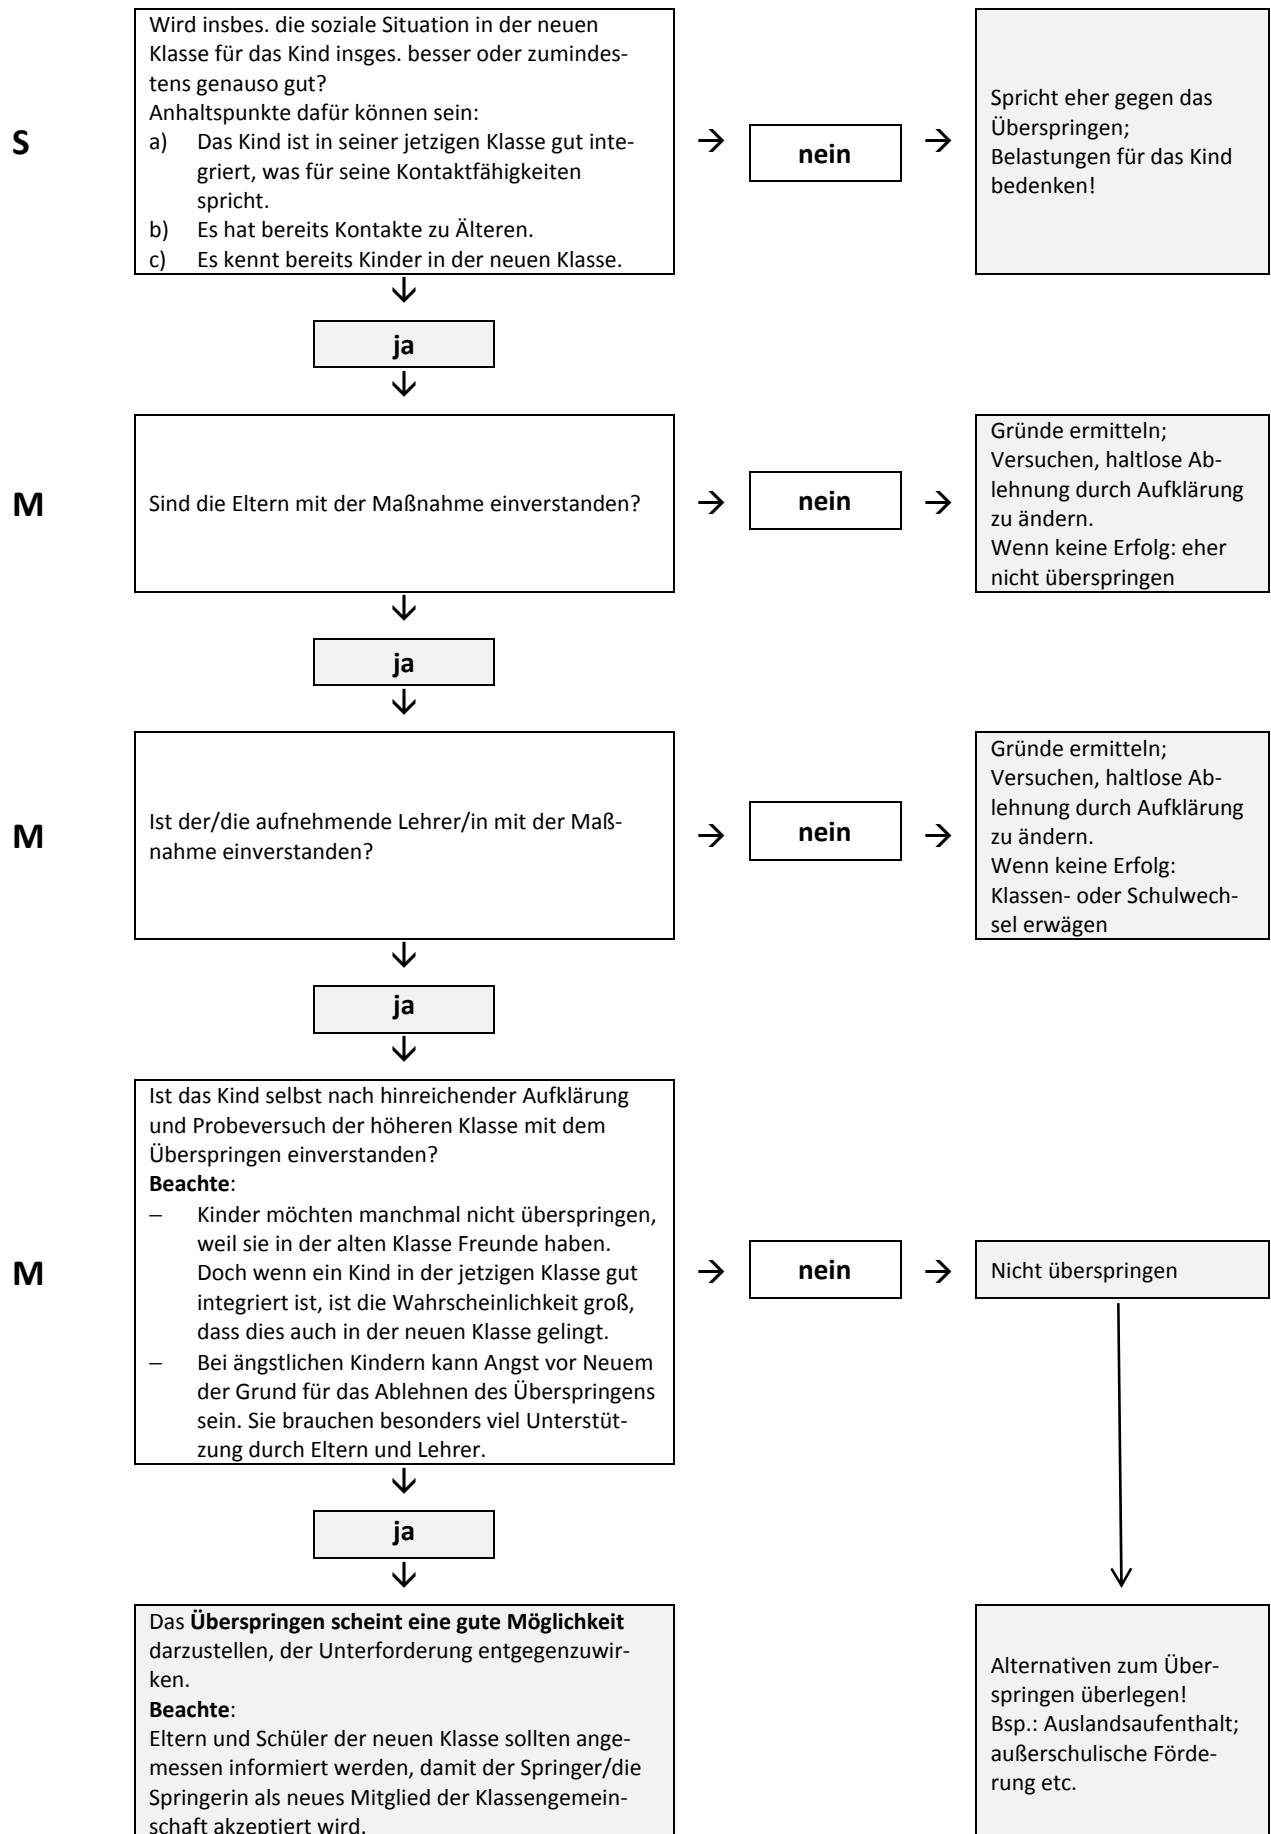 Wird insbes. die soziale Situation in der neuen
Klasse für das Kind insges. besser oder zumindes-
tens genauso gut?
Anhaltspunkte dafür können sein:
a) Das Kind ist in seiner jetzigen Klasse gut inte-
griert, was für seine Kontaktfähigkeiten
spricht.
b) Es hat bereits Kontakte zu Älteren.
c) Es kennt bereits Kinder in der neuen Klasse.
S
→ nein →
Spricht eher gegen das
Überspringen;
Belastungen für das Kind
bedenken!
↓
ja
↓
M
Sind die Eltern mit der Maßnahme einverstanden?
→ nein →
Gründe ermitteln;
Versuchen, haltlose Ab-
lehnung durch Aufklärung
zu ändern.
Wenn keine Erfolg: eher
nicht überspringen
↓
ja
↓
M
Ist der/die aufnehmende Lehrer/in mit der Maß-
nahme einverstanden?
→ nein →
Gründe ermitteln;
Versuchen, haltlose Ab-
lehnung durch Aufklärung
zu ändern.
Wenn keine Erfolg:
Klassen- oder Schulwech-
sel erwägen
↓
ja
↓
M
Ist das Kind selbst nach hinreichender Aufklärung
und Probeversuch der höheren Klasse mit dem
Überspringen einverstanden?
Beachte:
– Kinder möchten manchmal nicht überspringen,
weil sie in der alten Klasse Freunde haben.
Doch wenn ein Kind in der jetzigen Klasse gut
integriert ist, ist die Wahrscheinlichkeit groß,
dass dies auch in der neuen Klasse gelingt.
– Bei ängstlichen Kindern kann Angst vor Neuem
der Grund für das Ablehnen des Überspringens
sein. Sie brauchen besonders viel Unterstüt-
zung durch Eltern und Lehrer.
→ nein →
Nicht überspringen
↓
ja
↓
Das Überspringen scheint eine gute Möglichkeit
darzustellen, der Unterforderung entgegenzuwir-
ken.
Beachte:
Eltern und Schüler der neuen Klasse sollten ange-
messen informiert werden, damit der Springer/die
Springerin als neues Mitglied der Klassengemein-
schaft akzeptiert wird.
Alternativen zum Über-
springen überlegen!
Bsp.: Auslandsaufenthalt;
außerschulische Förde-
rung etc.